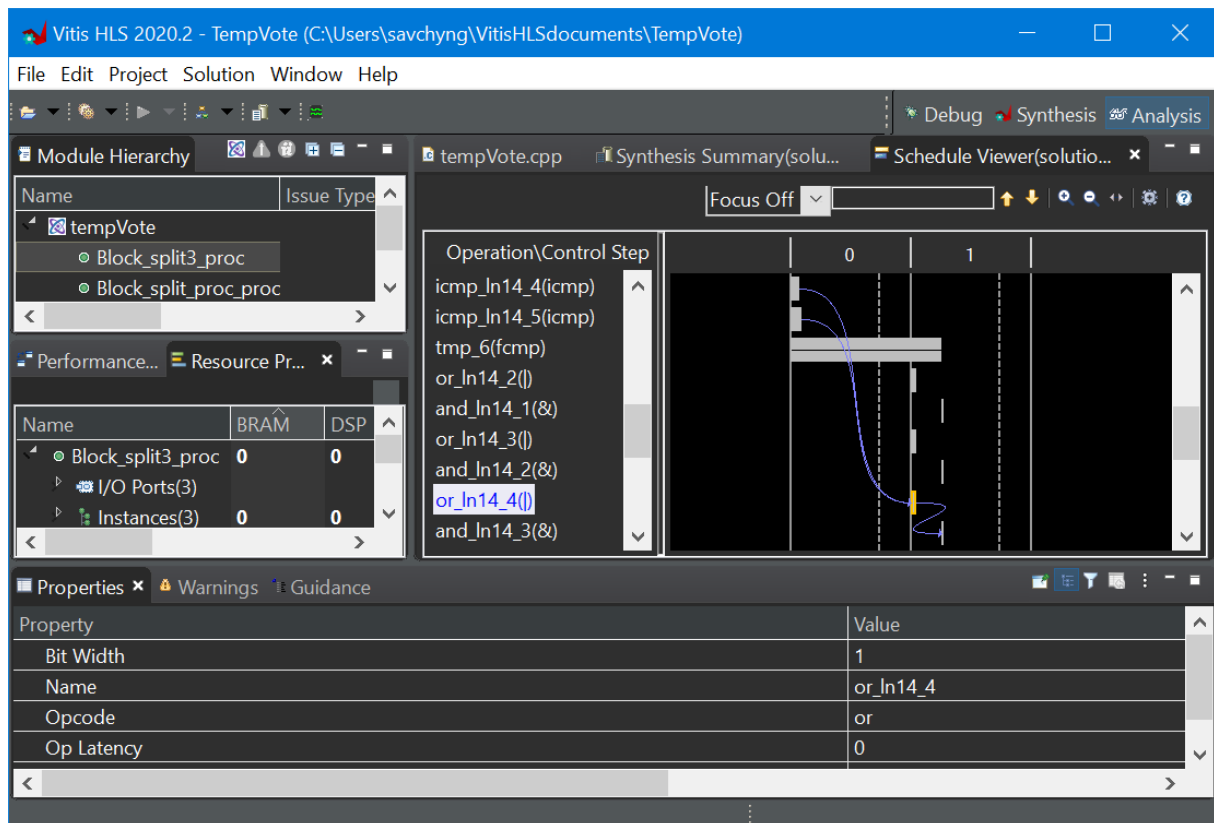 Vitis HLS 2020.2 - TempVote (C:\Users\savchyng\VitisHLSdocuments\TempVote)
File Edit Project Solution Window Help
Debug Synthesis Analysis
Module Hierarchy
Name Issue Type
tempVote
Block_split3_proc
Block_split_proc_proc
Performance... Resource Pr...
Name BRAM DSP
Block_split3_proc 0 0
I/O Ports(3)
Instances(3) 0 0
tempVote.cpp Synthesis Summary(solu... Schedule Viewer(solutio...
Focus Off
Operation\Control Step 0 1
icmp_ln14_4(icmp)
icmp_ln14_5(icmp)
tmp_6(fcmp)
or_ln14_2(|)
and_ln14_1(&)
or_ln14_3(|)
and_ln14_2(&)
or_ln14_4(|)
and_ln14_3(&)
Properties Warnings Guidance
Property Value
Bit Width 1
Name or_ln14_4
Opcode or
Op Latency 0